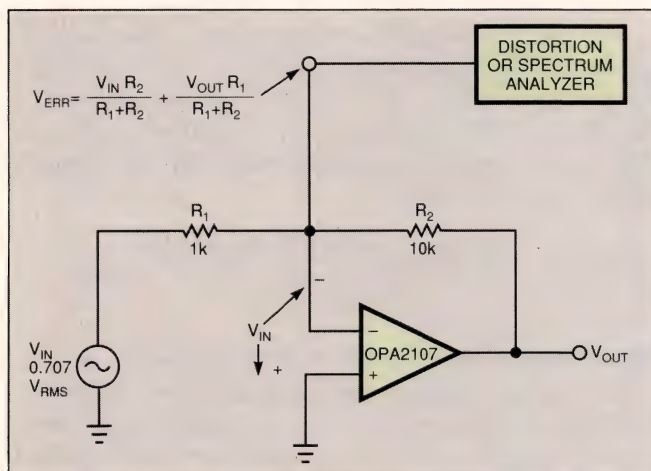 DISTORTION
OR SPECTRUM
ANALYZER
V_ERR = V_IN R_2 / R_1+R_2 + V_OUT R_1 / R_1+R_2
R_1
1k
R_2
10k
−
V_IN
+
−
OPA2107
+
V_OUT
V_IN
0.707
V_RMS